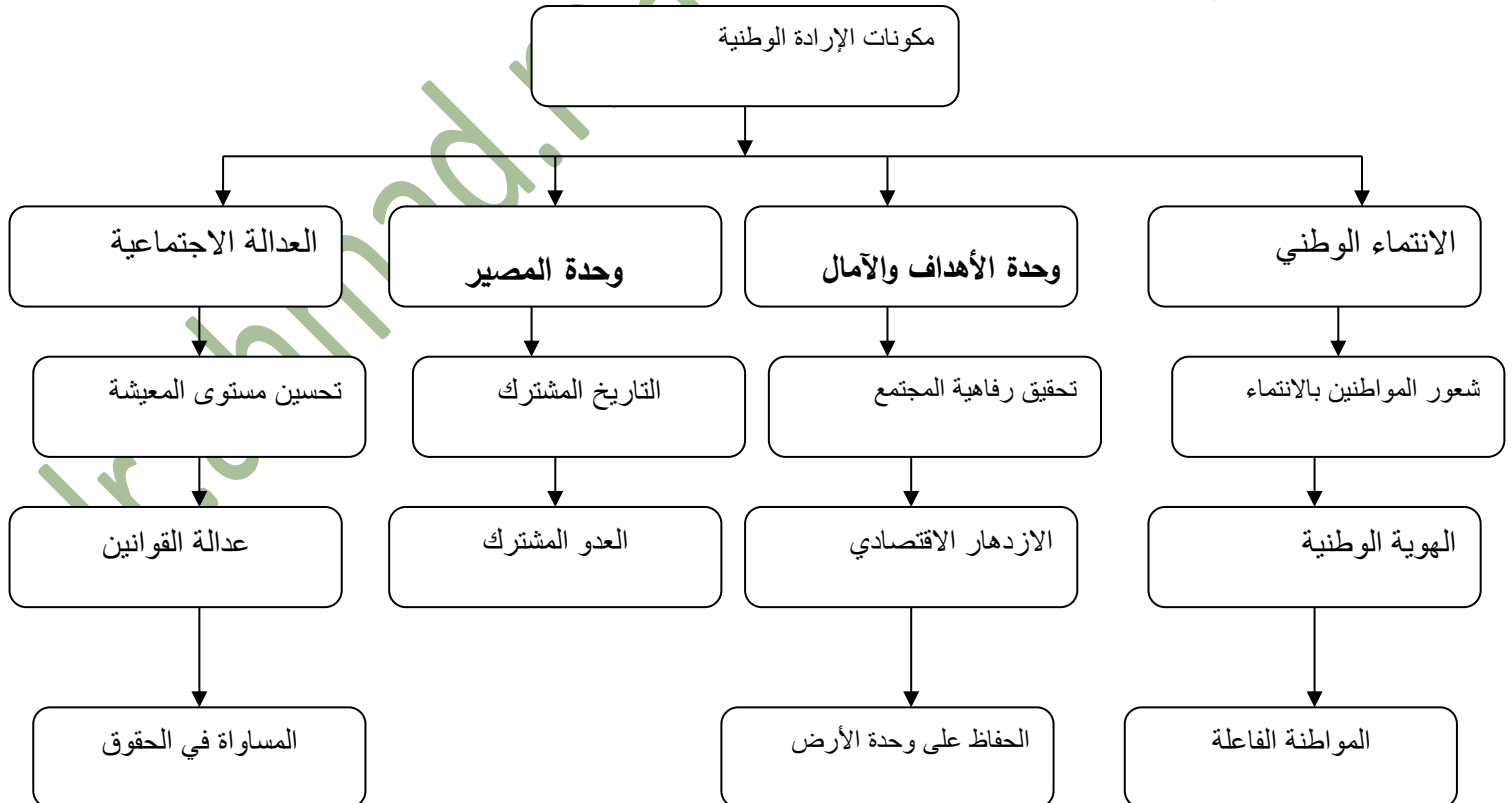 مكونات الإرادة الوطنية
الانتماء الوطني
وحدة الأهداف والآمال
وحدة المصير
العدالة الاجتماعية
شعور المواطنين بالانتماء
تحقيق رفاهية المجتمع
التاريخ المشترك
تحسين مستوى المعيشة
الهوية الوطنية
الازدهار الاقتصادي
العدو المشترك
عدالة القوانين
المواطنة الفاعلة
الحفاظ على وحدة الأرض
المساواة في الحقوق